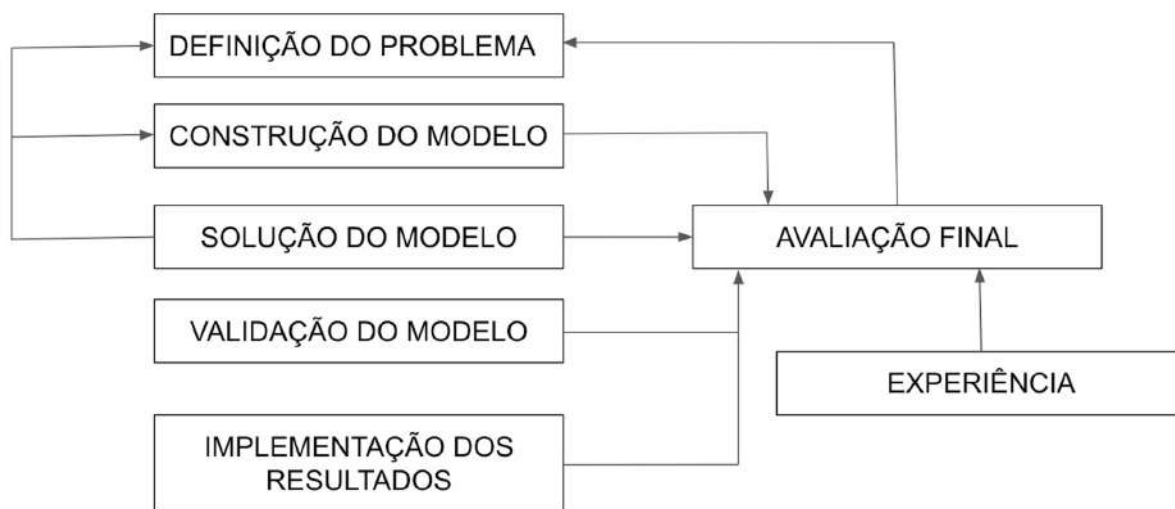 DEFINIÇÃO DO PROBLEMA
CONSTRUÇÃO DO MODELO
SOLUÇÃO DO MODELO
AVALIAÇÃO FINAL
VALIDAÇÃO DO MODELO
EXPERIÊNCIA
IMPLEMENTAÇÃO DOS
RESULTADOS